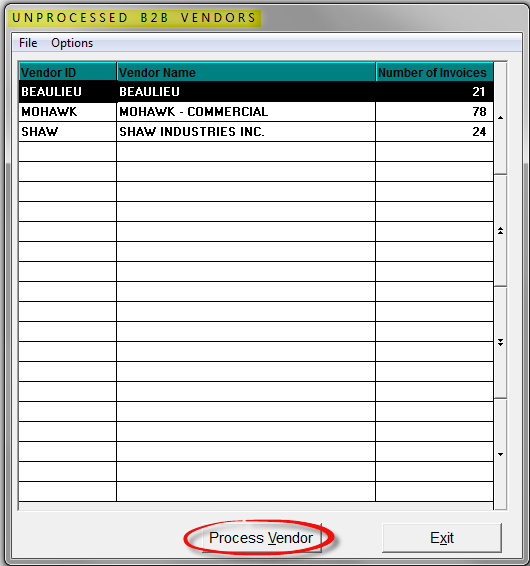 UNPROCESSED B2B VENDORS
File Options
Vendor ID Vendor Name Number of Invoices
BEAULIEU BEAULIEU 21
MOHAWK MOHAWK - COMMERCIAL 78
SHAW SHAW INDUSTRIES INC. 24
Process Vendor Exit